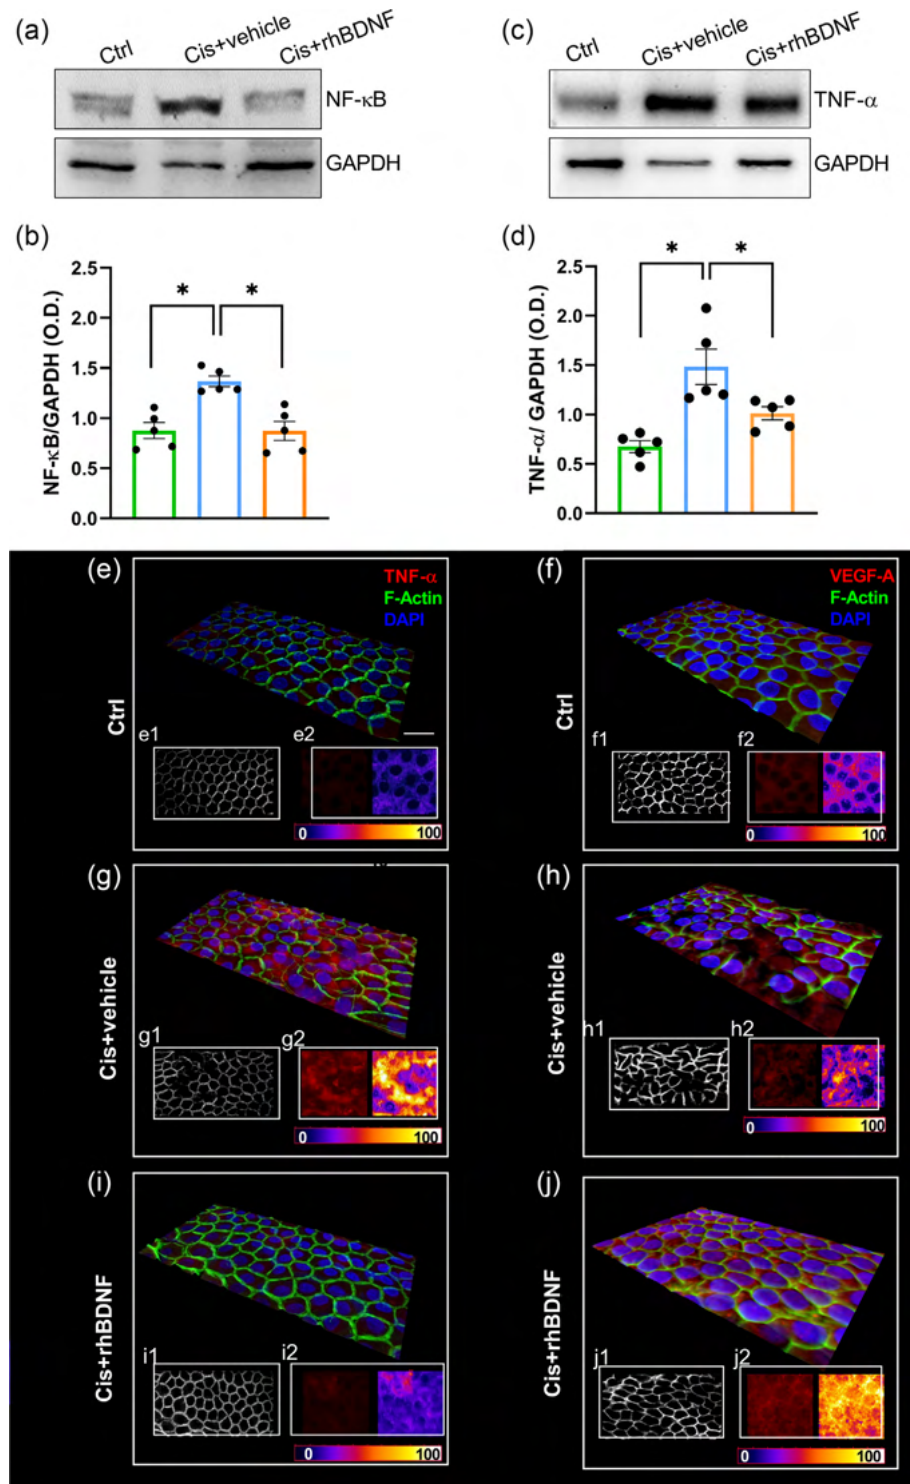 (a)
Ctrl
Cis+vehicle
Cis+rhBDNF
NF-κB
GAPDH
(c)
Ctrl
Cis+vehicle
Cis+rhBDNF
TNF-α
GAPDH
(b)
NF-κB/GAPDH (O.D.)
2.5
2.0
1.5
1.0
0.5
0.0
*
*
(d)
TNF-α/ GAPDH (O.D.)
2.5
2.0
1.5
1.0
0.5
0.0
*
*
(e)
Ctrl
TNF-α
F-Actin
DAPI
e1
e2
0
100
(f)
Ctrl
VEGF-A
F-Actin
DAPI
f1
f2
0
100
(g)
Cis+vehicle
g1
g2
0
100
(h)
Cis+vehicle
h1
h2
0
100
(i)
Cis+rhBDNF
i1
i2
0
100
(j)
Cis+rhBDNF
j1
j2
0
100